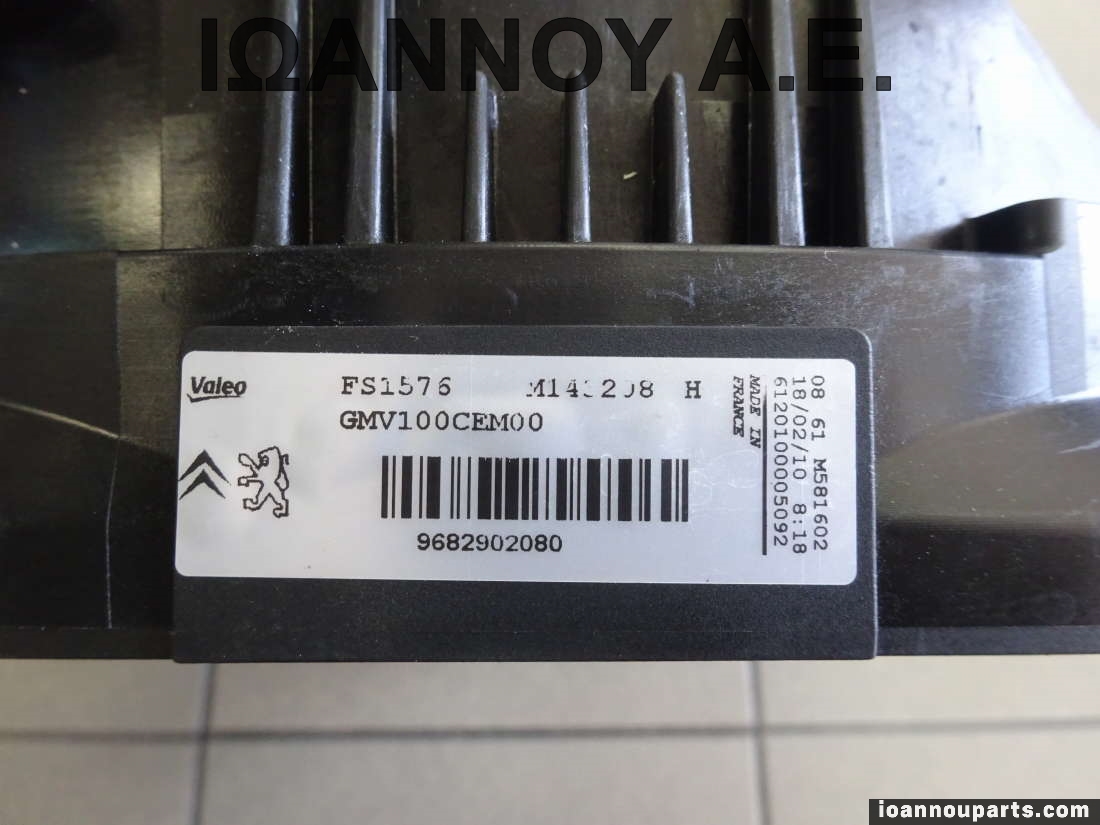 ΙΩΑΝΝΟΥ Α.Ε.
Valeo
FS1576 H
GMV100CEM00
9682902080
MADE IN
FRANCE
08 61 M581602
18/02/10 8:18
6120100005092
ioannouparts.com